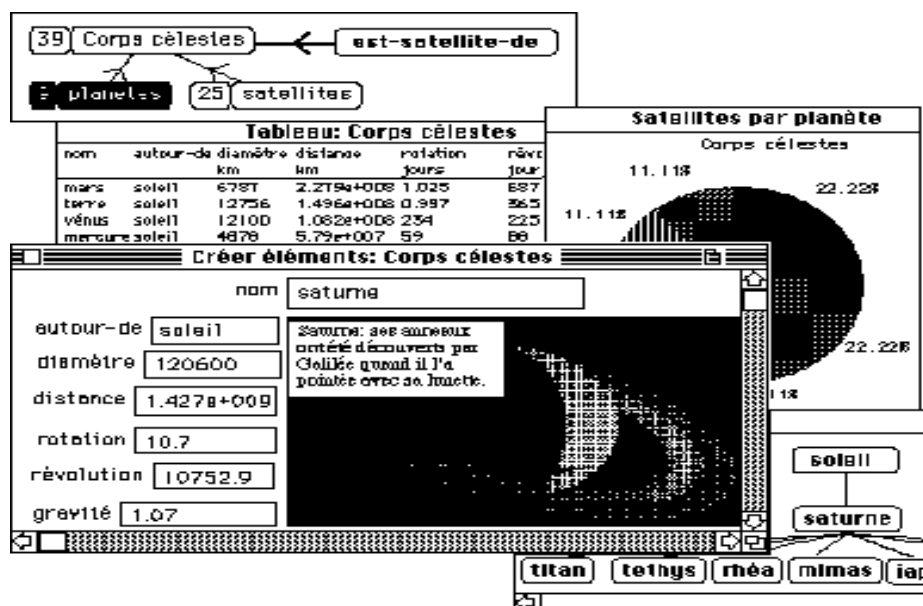 39 Corps célestes est-satellite-de
planètes 25 satellites
Tableau: Corps célestes
nom autour-de diamètre distance rotation
km km jours jour
mars soleil 6787 2.279e+008 1.025 687
terre soleil 12756 1.496e+008 0.997 365
vénus soleil 12100 1.082e+008 234 225
mercure soleil 4878 5.79e+007 59 88
Satellites par planète
Corps célestes
11.11%
22.22%
11.11%
22.22%
11%
Créer éléments: Corps célestes
nom saturne
autour-de soleil
diamètre 120600
distance 1.427e+009
rotation 10.7
révolution 10752.9
gravité 1.07
Saturne: ses anneaux
ont été découverts par
Galilée quand il l'a
pointée avec sa lunette.
soleil
saturne
titan tethys rhéa mimas iap